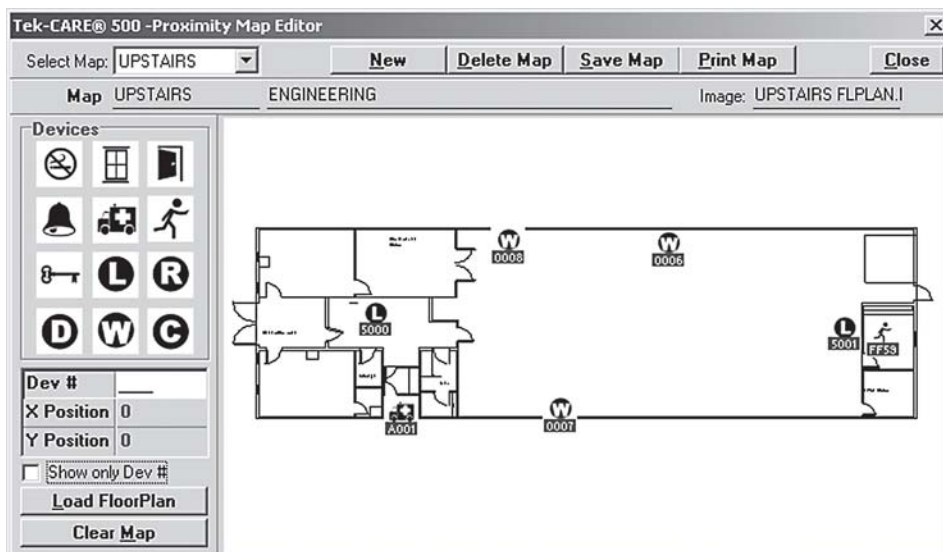 Tek-CARE® 500 -Proximity Map Editor
Select Map: UPSTAIRS New Delete Map Save Map Print Map Close
Map UPSTAIRS ENGINEERING Image: UPSTAIRS FLPLAN.I
Devices
L R
D W C
Dev #
X Position 0
Y Position 0
Show only Dev #
Load FloorPlan
Clear Map
W
0008
W
0006
L
5000
L
5001
FF59
A001
W
0007